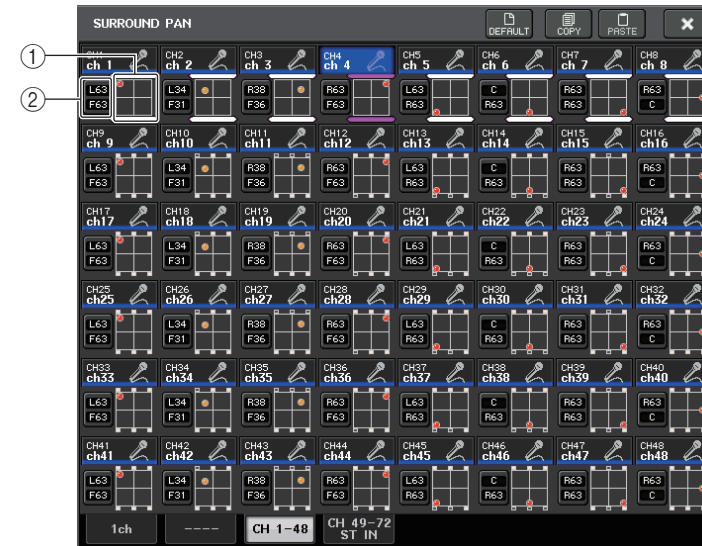 SURROUND PAN DEFAULT COPY PASTE
1
CH1 CH2 CH3 CH4 CH5 CH6 CH7 CH8
ch 1 ch 2 ch 3 ch 4 ch 5 ch 6 ch 7 ch 8
2
L63 L34 R38 R63 L63 C R63 R63
F63 F31 F36 F63 R63 R63 R63 C
CH9 CH10 CH11 CH12 CH13 CH14 CH15 CH16
ch 9 ch10 ch11 ch12 ch13 ch14 ch15 ch16
L63 L34 R38 R63 L63 C R63 R63
F63 F31 F36 F63 R63 R63 R63 C
CH17 CH18 CH19 CH20 CH21 CH22 CH23 CH24
ch17 ch18 ch19 ch20 ch21 ch22 ch23 ch24
L63 L34 R38 R63 L63 C R63 R63
F63 F31 F36 F63 R63 R63 R63 C
CH25 CH26 CH27 CH28 CH29 CH30 CH31 CH32
ch25 ch26 ch27 ch28 ch29 ch30 ch31 ch32
L63 L34 R38 R63 L63 C R63 R63
F63 F31 F36 F63 R63 R63 R63 C
CH33 CH34 CH35 CH36 CH37 CH38 CH39 CH40
ch33 ch34 ch35 ch36 ch37 ch38 ch39 ch40
L63 L34 R38 R63 L63 C R63 R63
F63 F31 F36 F63 R63 R63 R63 C
CH41 CH42 CH43 CH44 CH45 CH46 CH47 CH48
ch41 ch42 ch43 ch44 ch45 ch46 ch47 ch48
L63 L34 R38 R63 L63 C R63 R63
F63 F31 F36 F63 R63 R63 R63 C
1ch ---- CH 1-48 CH 49-72
ST IN